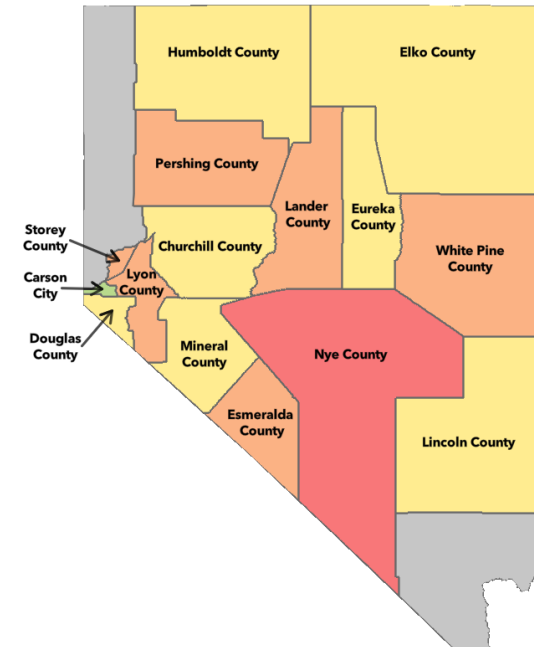 Humboldt County
Elko County
Pershing County
Lander
County
Eureka
County
Storey
County
Churchill County
White Pine
County
Carson
City
Lyon
County
Douglas
County
Mineral
County
Nye County
Esmeralda
County
Lincoln County